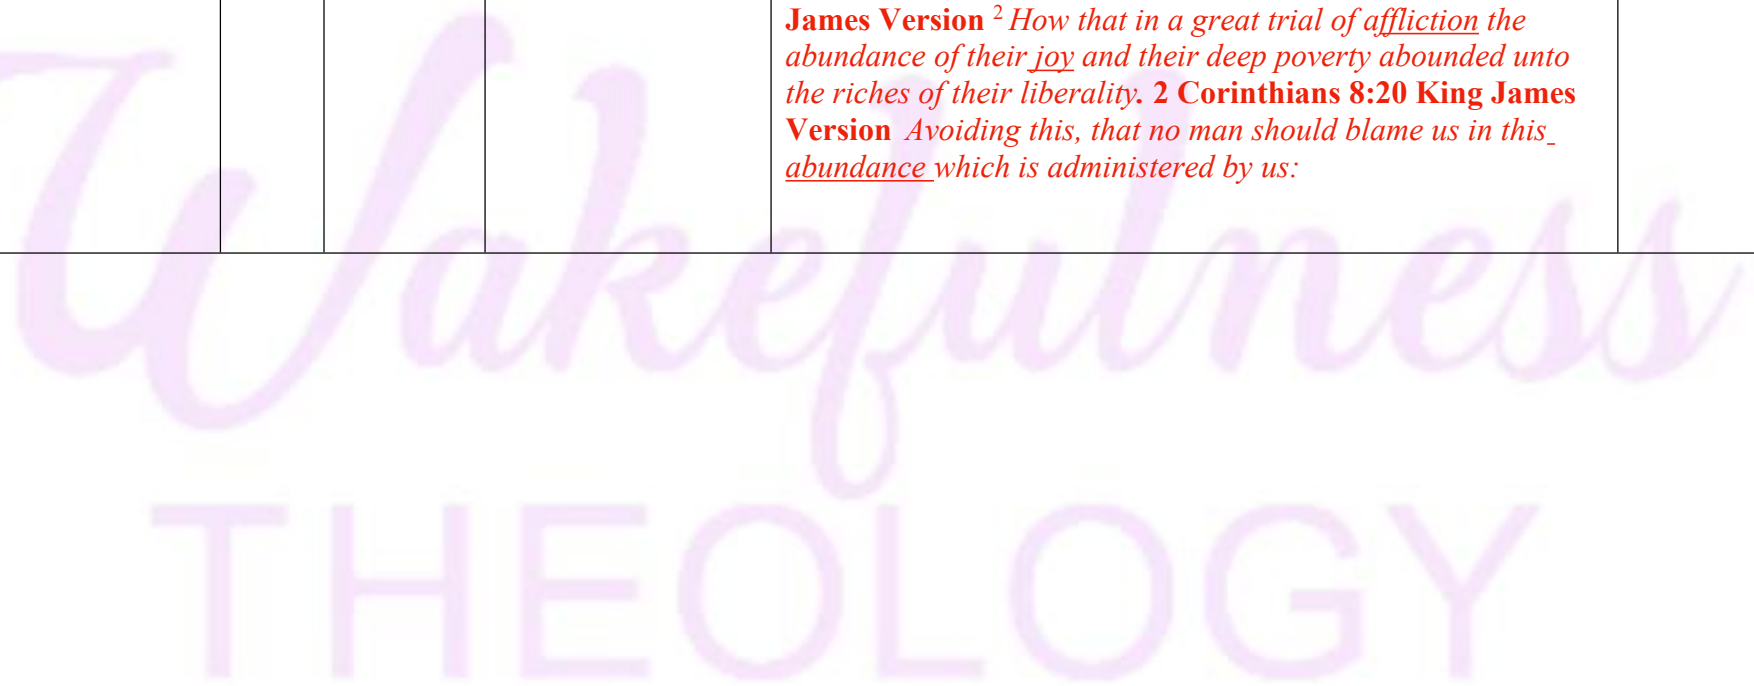 James Version ² How that in a great trial of affliction the
abundance of their joy and their deep poverty abounded unto
the riches of their liberality. 2 Corinthians 8:20 King James
Version Avoiding this, that no man should blame us in this
abundance which is administered by us:
Wakefulness
THEOLOGY